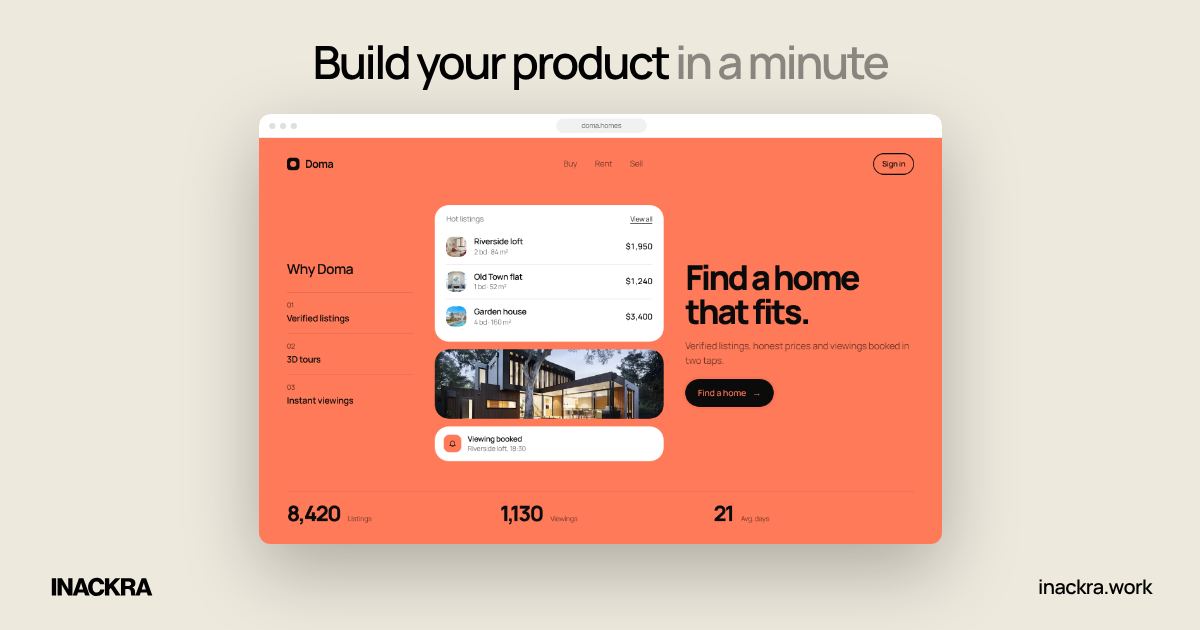 Build your product in a minute
doma.homes
Doma
Buy
Rent
Sell
Sign in
Why Doma
01
Verified listings
02
3D tours
03
Instant viewings
Hot listings
View all
Riverside loft
2 bd · 84 m²
$1,950
Old Town flat
1 bd · 52 m²
$1,240
Garden house
4 bd · 160 m²
$3,400
Viewing booked
Riverside loft, 18:30
Find a home
that fits.
Verified listings, honest prices and viewings booked in
two taps.
Find a home →
8,420 Listings
1,130 Viewings
21 Avg. days
INACKRA
inackra.work